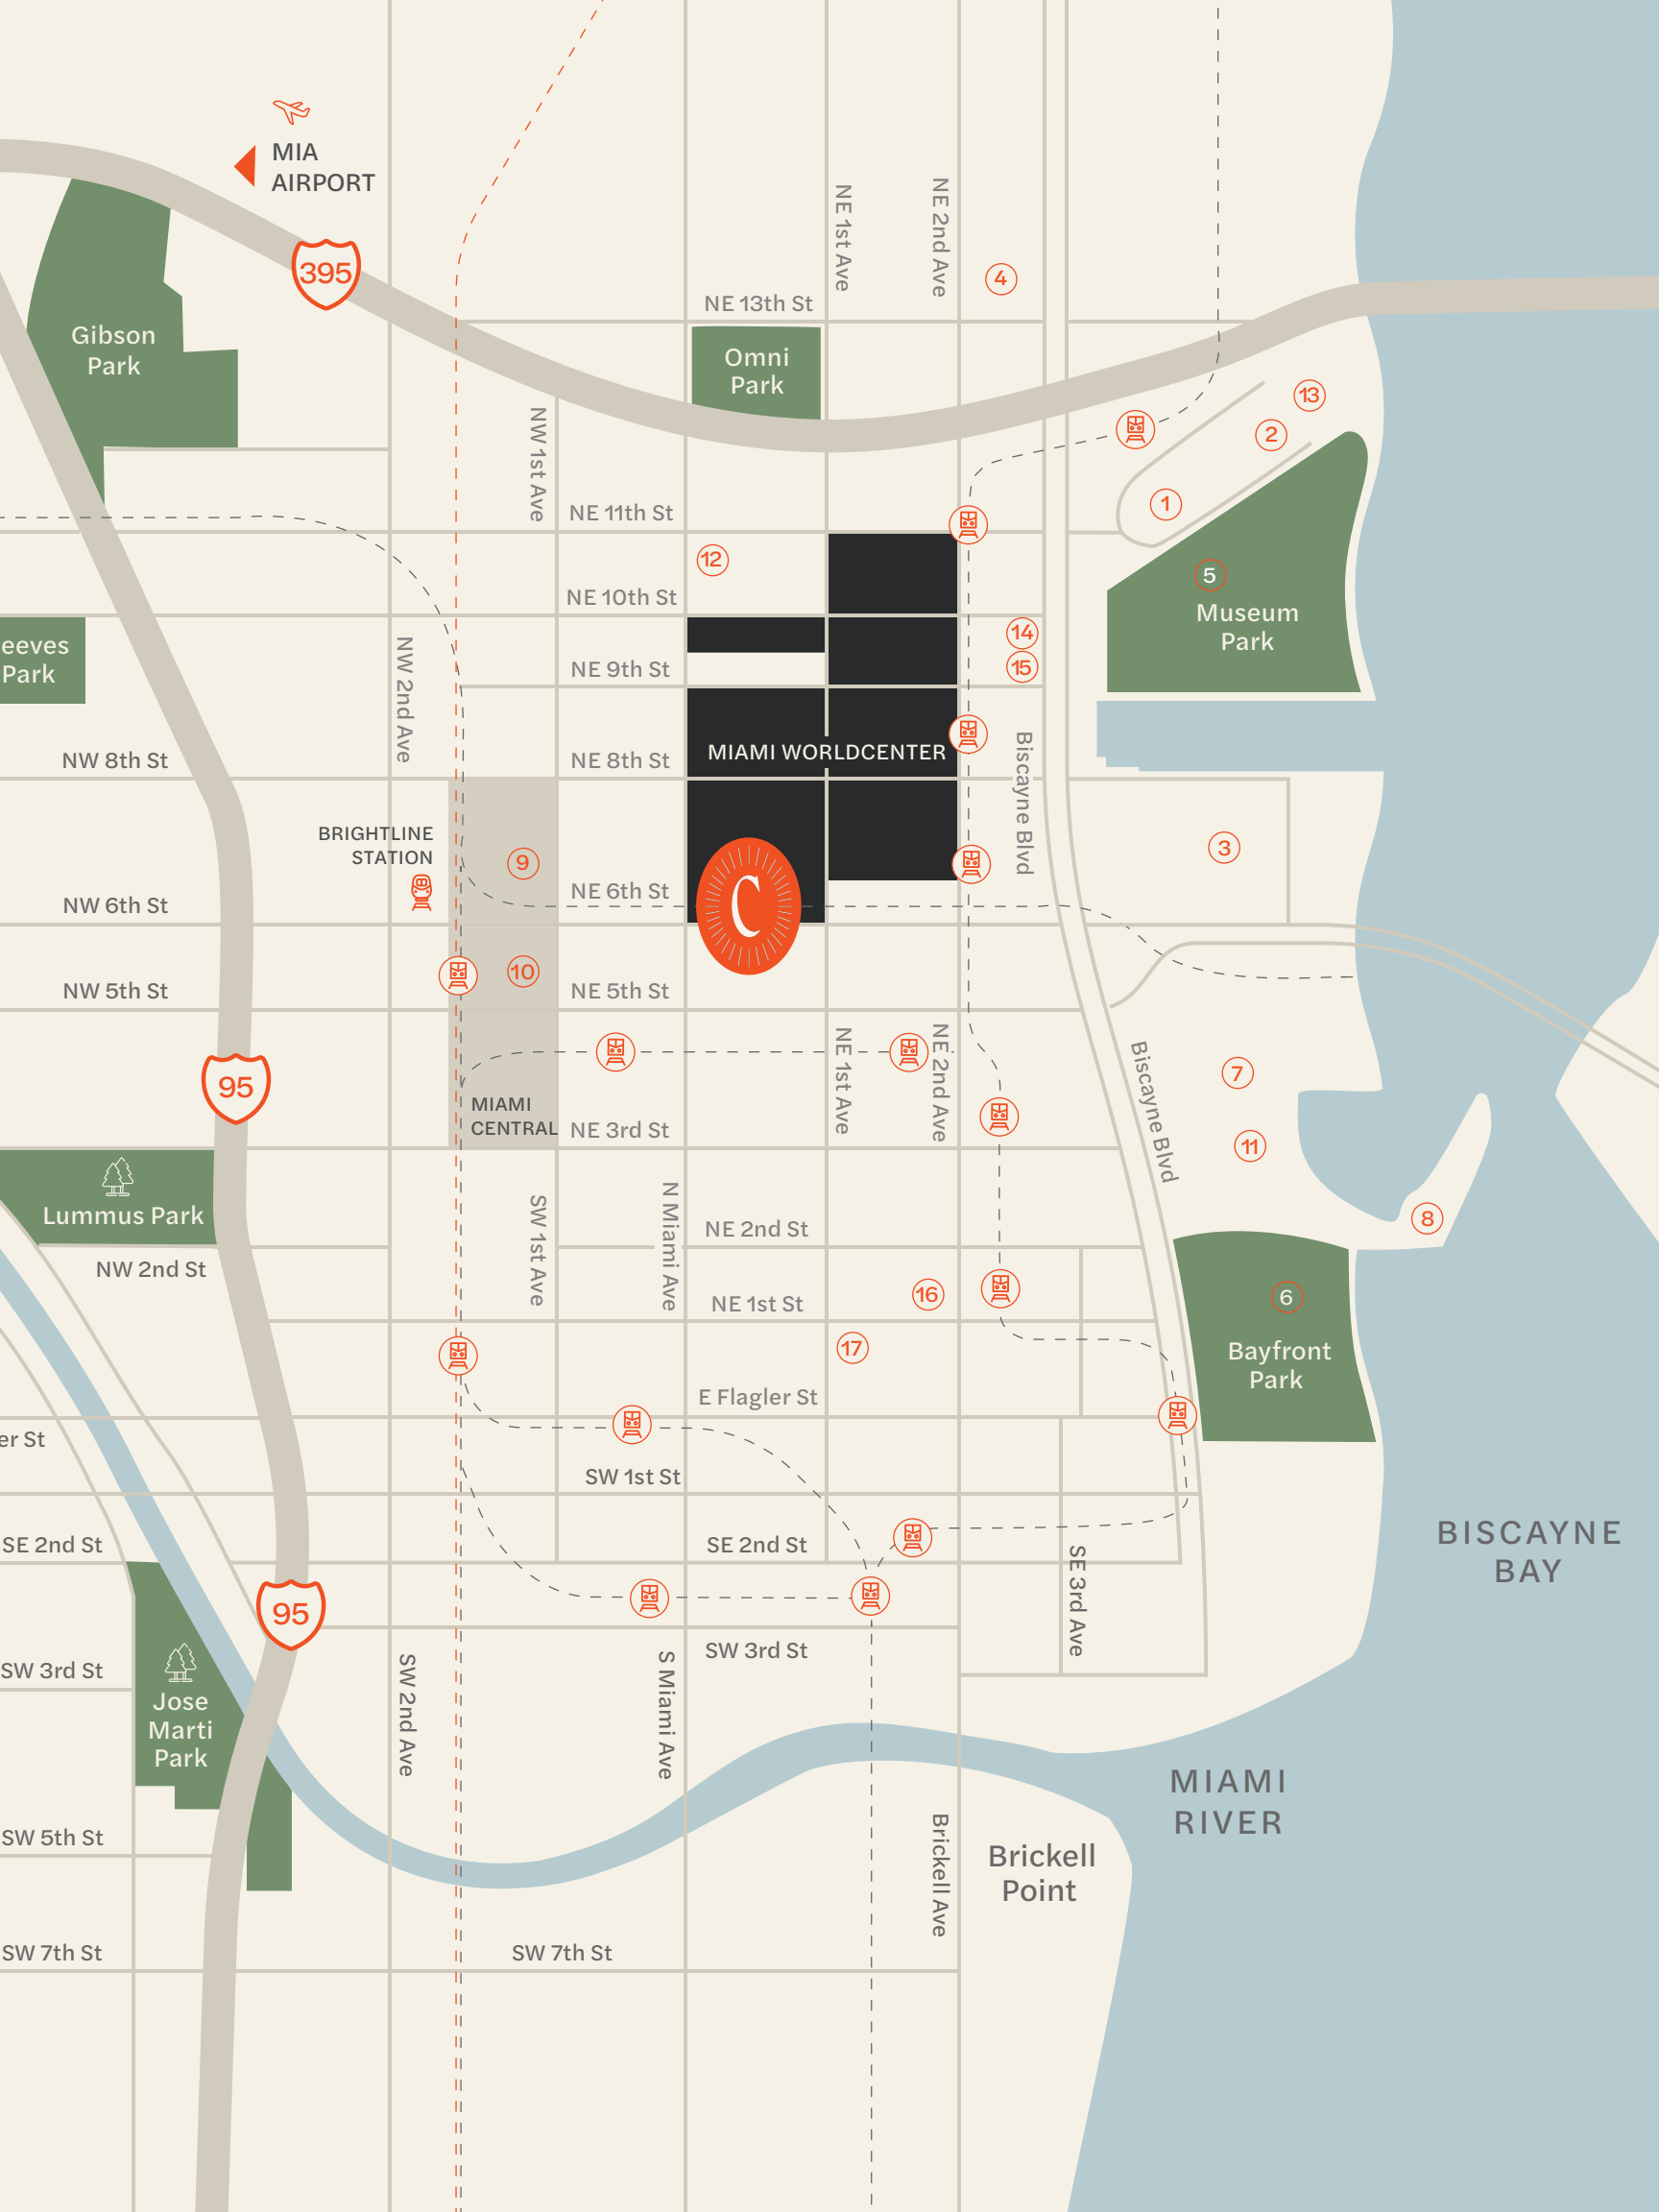 MIA
AIRPORT
395
NE 1st Ave
NE 2nd Ave
4
NE 13th St
Gibson
Park
Omni
Park
13
2
NW 1st Ave
1
NE 11th St
12
5
NE 10th St
Museum
Park
14
15
eeves
Park
NW 2nd Ave
NE 9th St
NW 8th St
NE 8th St
MIAMI WORLDCENTER
Biscayne Blvd
BRIGHTLINE
STATION
9
3
NW 6th St
NE 6th St
C
10
NW 5th St
NE 5th St
NE 1st Ave
NE 2nd Ave
Biscayne Blvd
7
95
MIAMI
CENTRAL
NE 3rd St
11
Lummus Park
SW 1st Ave
N Miami Ave
NE 2nd St
8
NW 2nd St
NE 1st St
16
6
17
Bayfront
Park
E Flagler St
er St
SW 1st St
BISCAYNE
BAY
SE 2nd St
SE 2nd St
SE 3rd Ave
95
SW 3rd St
SW 3rd St
SW 2nd Ave
S Miami Ave
Jose
Marti
Park
MIAMI
RIVER
SW 5th St
Brickell Ave
Brickell
Point
SW 7th St
SW 7th St